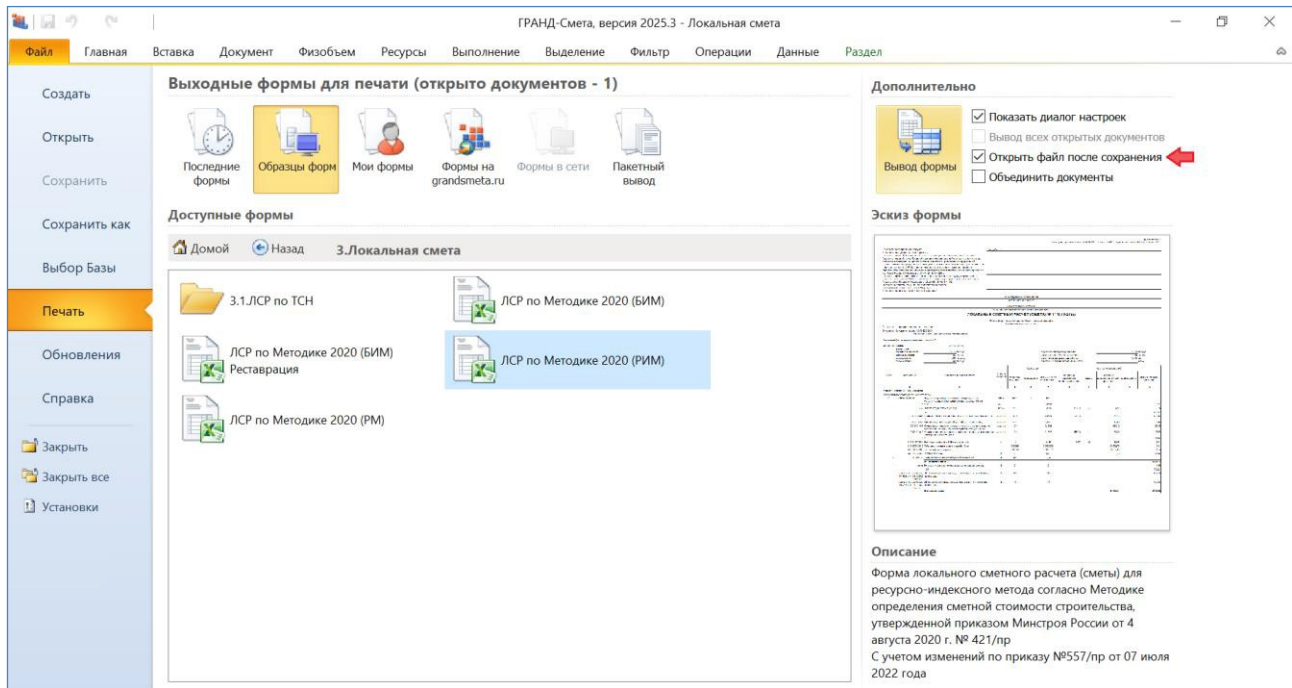 ГРАНД-Смета, версия 2025.3 - Локальная смета
Файл Главная Вставка Документ Физобъем Ресурсы Выполнение Выделение Фильтр Операции Данные Раздел
Создать
Открыть
Сохранить
Сохранить как
Выбор Базы
Печать
Обновления
Справка
Закрыть
Закрыть все
Установки
Выходные формы для печати (открыто документов - 1)
Последние формы
Образцы форм
Мои формы
Формы на grandsmeta.ru
Формы в сети
Пакетный вывод
Доступные формы
Домой Назад 3.Локальная смета
3.1.ЛСР по ТСН
ЛСР по Методике 2020 (БИМ)
ЛСР по Методике 2020 (БИМ)
Реставрация
ЛСР по Методике 2020 (РИМ)
ЛСР по Методике 2020 (РМ)
Дополнительно
Вывод формы
Показать диалог настроек
Вывод всех открытых документов
Открыть файл после сохранения
Объединить документы
Эскиз формы
Описание
Форма локального сметного расчета (сметы) для
ресурсно-индексного метода согласно Методике
определения сметной стоимости строительства,
утвержденной приказом Минстроя России от 4
августа 2020 г. № 421/пр
С учетом изменений по приказу №557/пр от 07 июля
2022 года